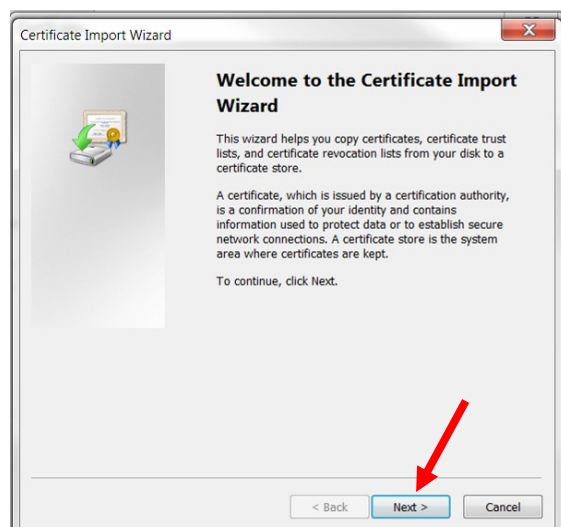 Certificate Import Wizard
Welcome to the Certificate Import
Wizard
This wizard helps you copy certificates, certificate trust
lists, and certificate revocation lists from your disk to a
certificate store.
A certificate, which is issued by a certification authority,
is a confirmation of your identity and contains
information used to protect data or to establish secure
network connections. A certificate store is the system
area where certificates are kept.
To continue, click Next.
< Back Next > Cancel